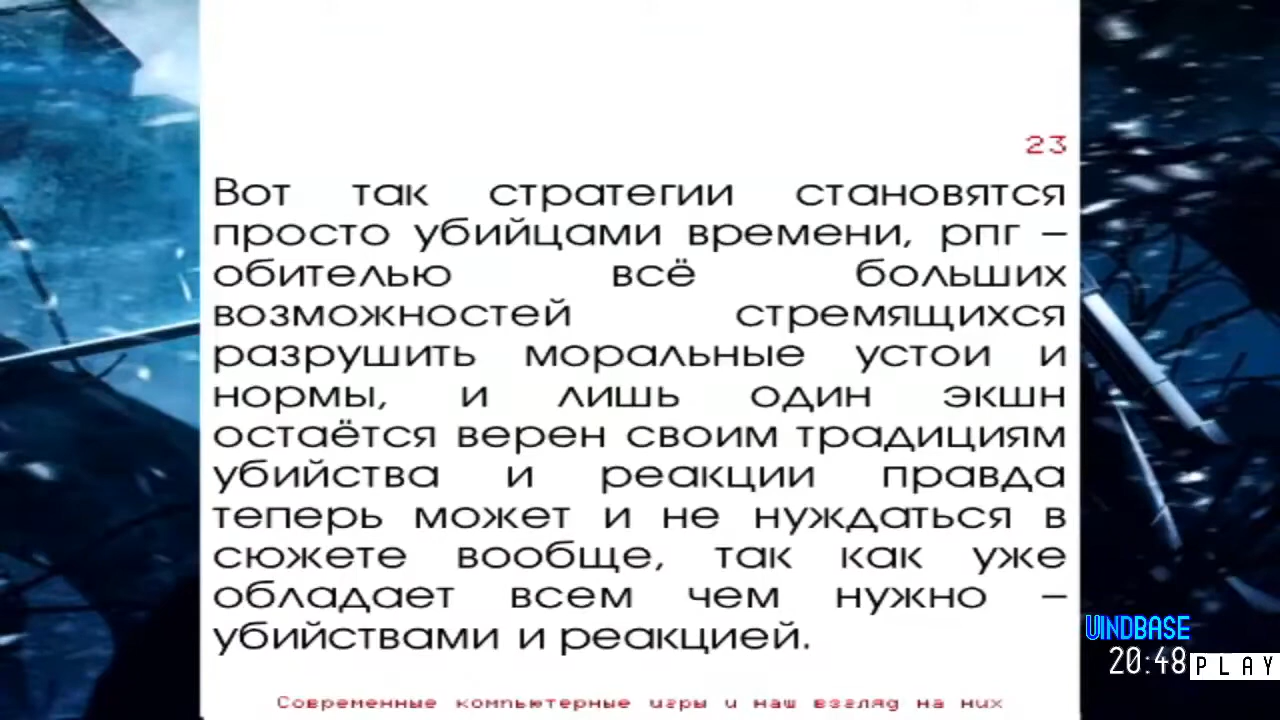 23
Вот так стратегии становятся
просто убийцами времени, рпг –
обителью всё больших
возможностей стремящихся
разрушить моральные устои и
нормы, и лишь один экшн
остаётся верен своим традициям
убийства и реакции правда
теперь может и не нуждаться в
сюжете вообще, так как уже
обладает всем чем нужно –
убийствами и реакцией.
UINDBASE
20:48 PLAY
Современные компьютерные игры и наш взгляд на них